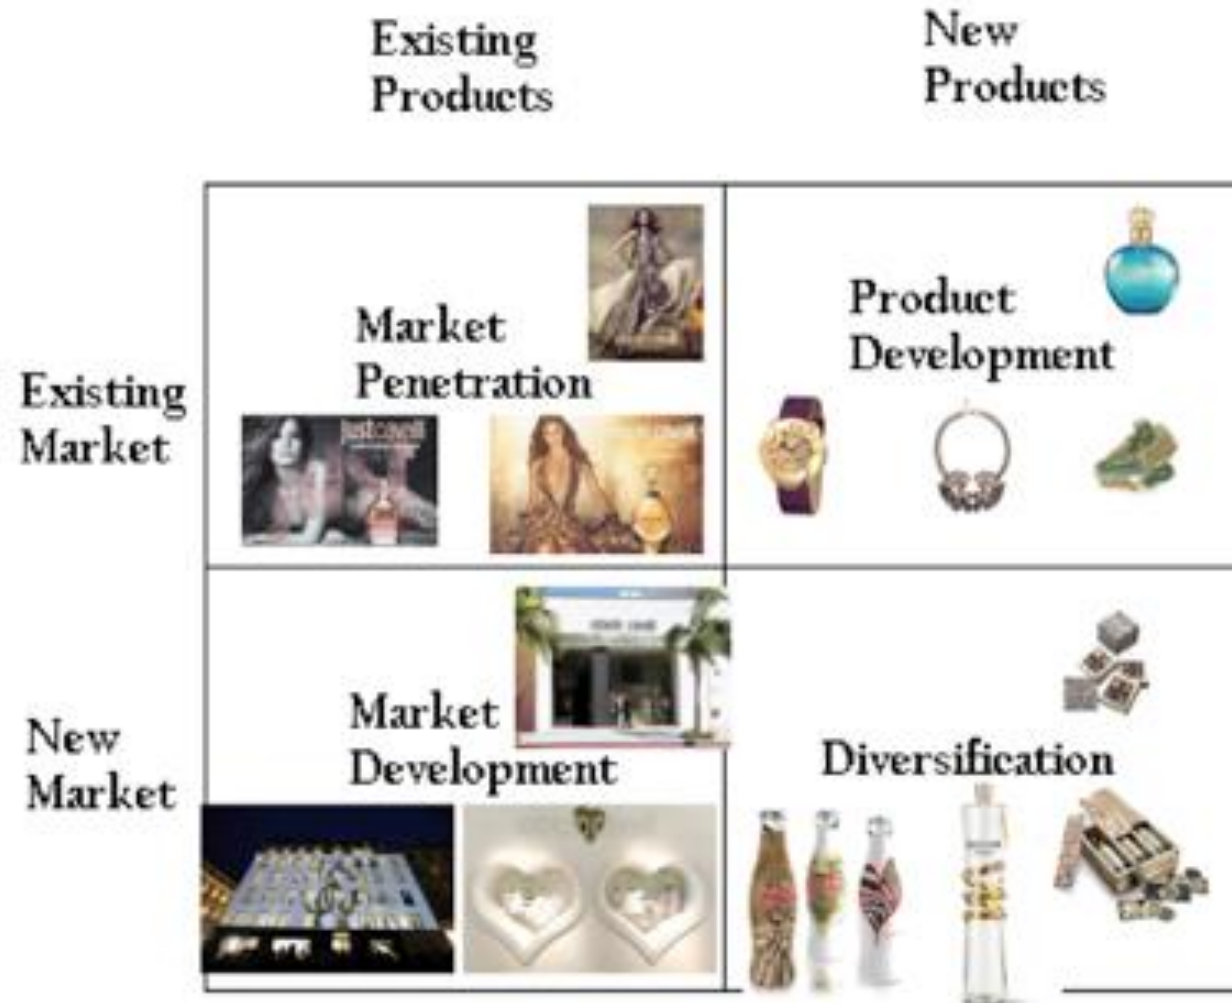 Existing
Products
New
Products
Existing
Market
Market
Penetration
just cavalli
Product
Development
New
Market
Market
Development
Diversification